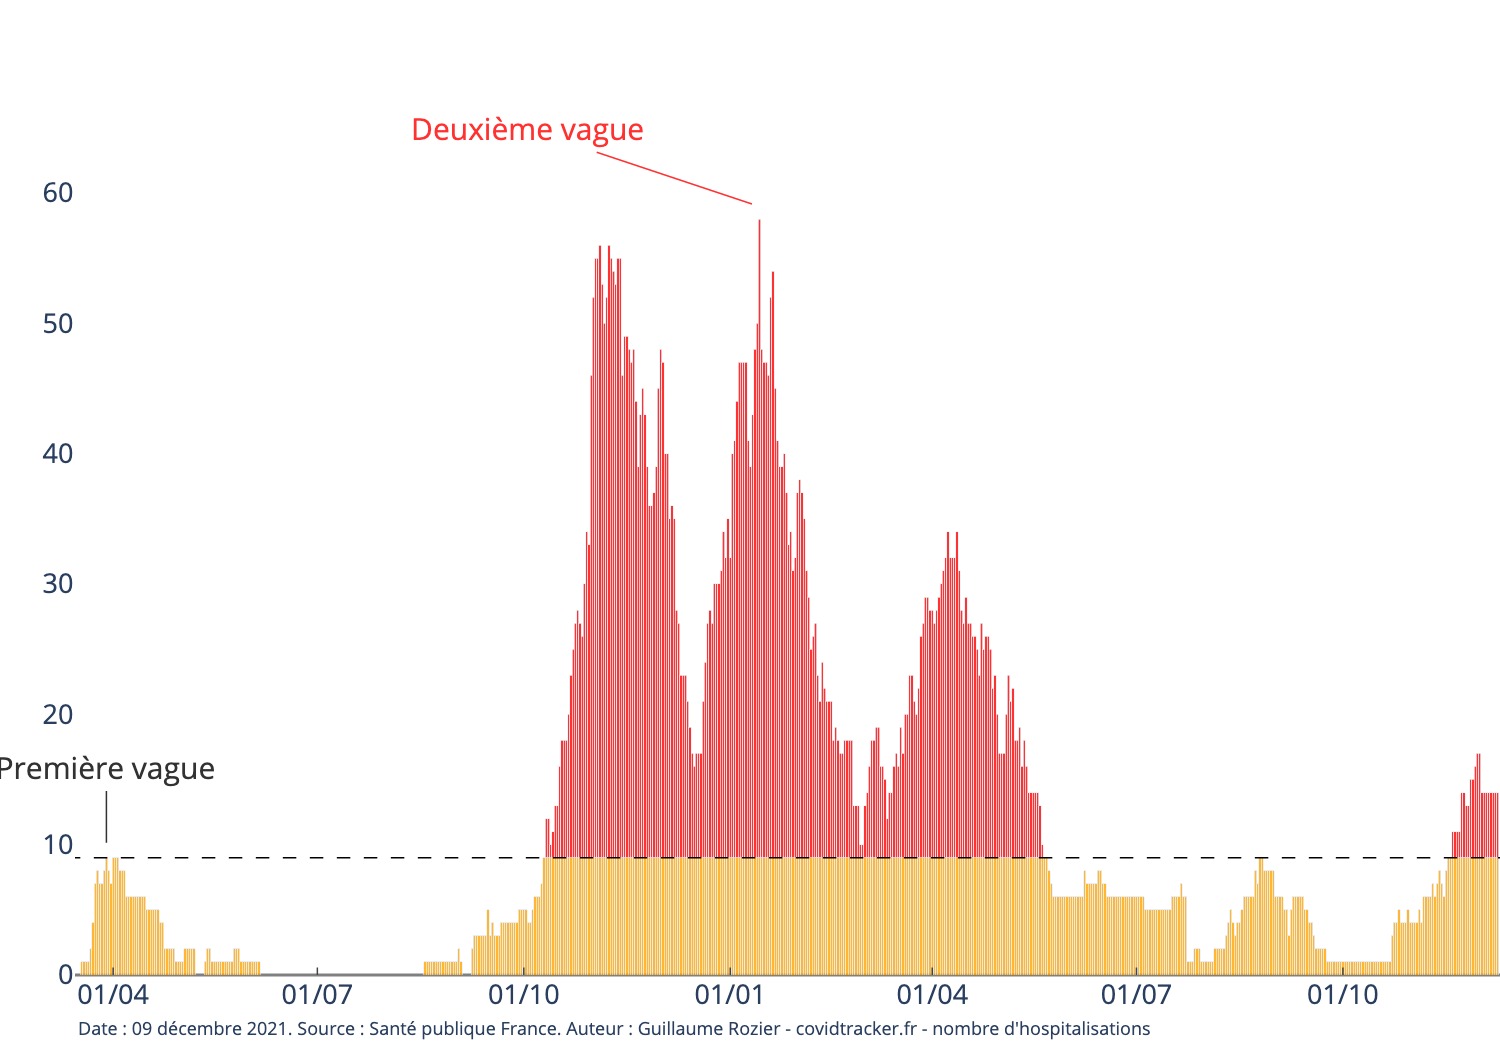 Deuxième vague
60
50
40
30
20
Première vague
10
0
01/04 01/07 01/10 01/01 01/04 01/07 01/10
Date : 09 décembre 2021. Source : Santé publique France. Auteur : Guillaume Rozier - covidtracker.fr - nombre d'hospitalisations